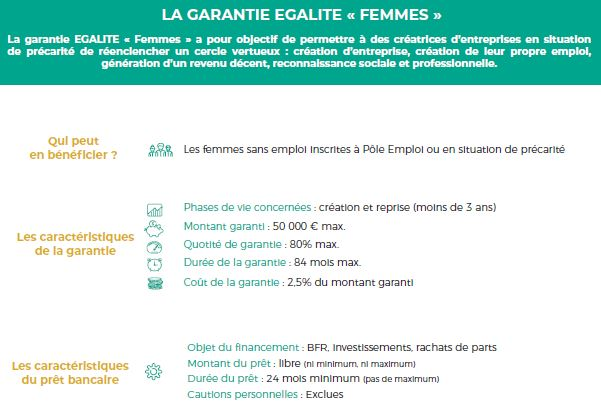 LA GARANTIE EGALITE « FEMMES »
La garantie EGALITE « Femmes » a pour objectif de permettre à des créatrices d'entreprises en situation
de précarité de réenclencher un cercle vertueux : création d'entreprise, création de leur propre emploi,
génération d'un revenu décent, reconnaissance sociale et professionnelle.
Qui peut
en bénéficier ?
Les femmes sans emploi inscrites à Pôle Emploi ou en situation de précarité
Les caractéristiques
de la garantie
Phases de vie concernées : création et reprise (moins de 3 ans)
Montant garanti : 50 000 € max.
Quotité de garantie : 80% max.
Durée de la garantie : 84 mois max.
Coût de la garantie : 2,5% du montant garanti
Les caractéristiques
du prêt bancaire
Objet du financement : BFR, investissements, rachats de parts
Montant du prêt : libre (ni minimum, ni maximum)
Durée du prêt : 24 mois minimum (pas de maximum)
Cautions personnelles : Exclues